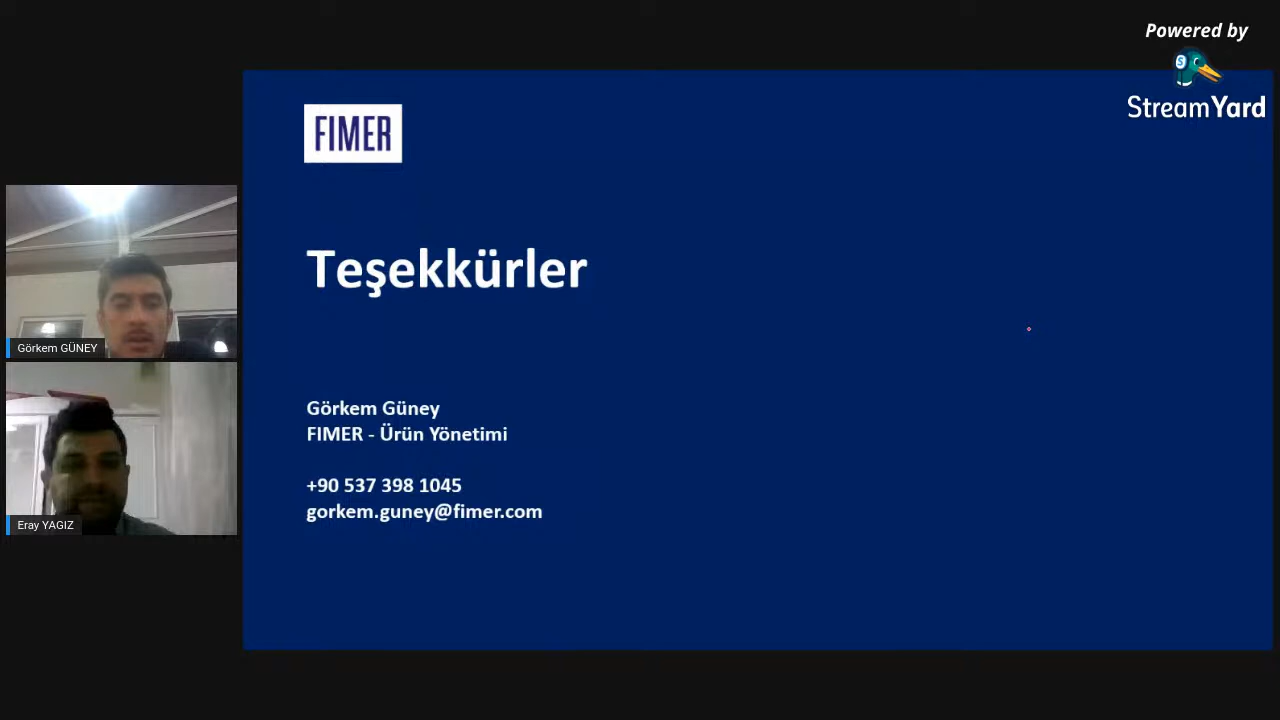 Powered by
StreamYard
FIMER
Teşekkürler
Görkem Güney
FIMER - Ürün Yönetimi
+90 537 398 1045
gorkem.guney@fimer.com
Görkem GÜNEY
Eray YAGIZ